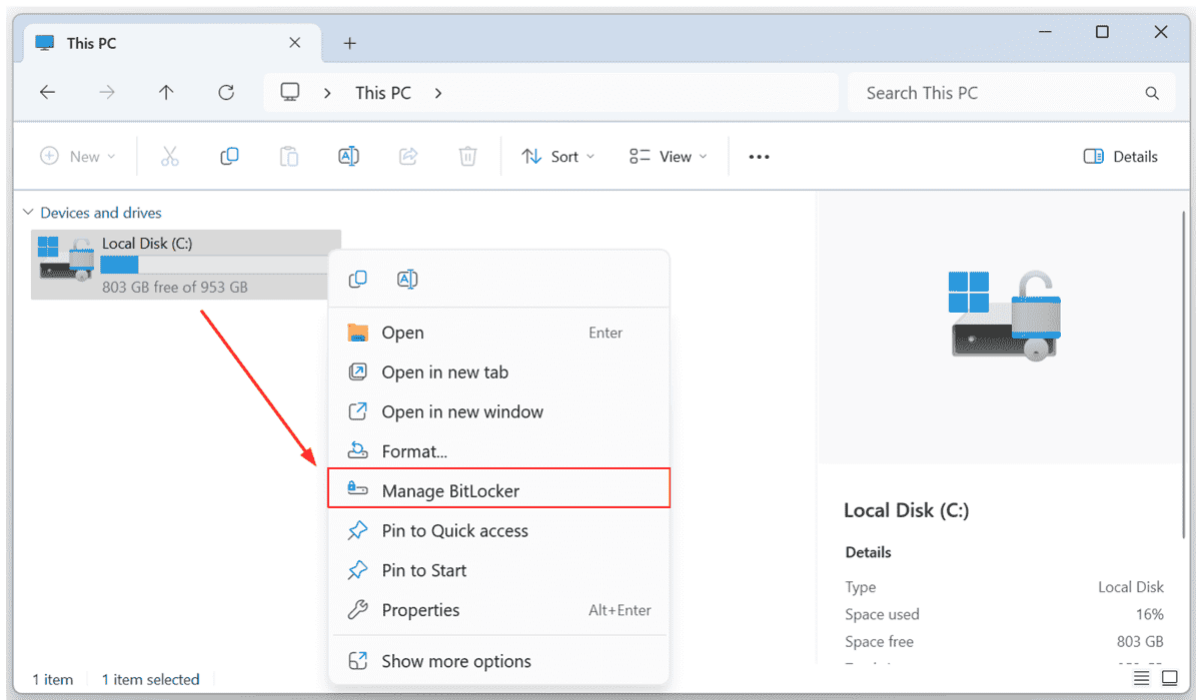 This PC
This PC
Search This PC
New
Sort
View
Details
Devices and drives
Local Disk (C:)
803 GB free of 953 GB
Open Enter
Open in new tab
Open in new window
Format...
Manage BitLocker
Pin to Quick access
Pin to Start
Properties Alt+Enter
Show more options
Local Disk (C:)
Details
Type Local Disk
Space used 16%
Space free 803 GB
1 item 1 item selected